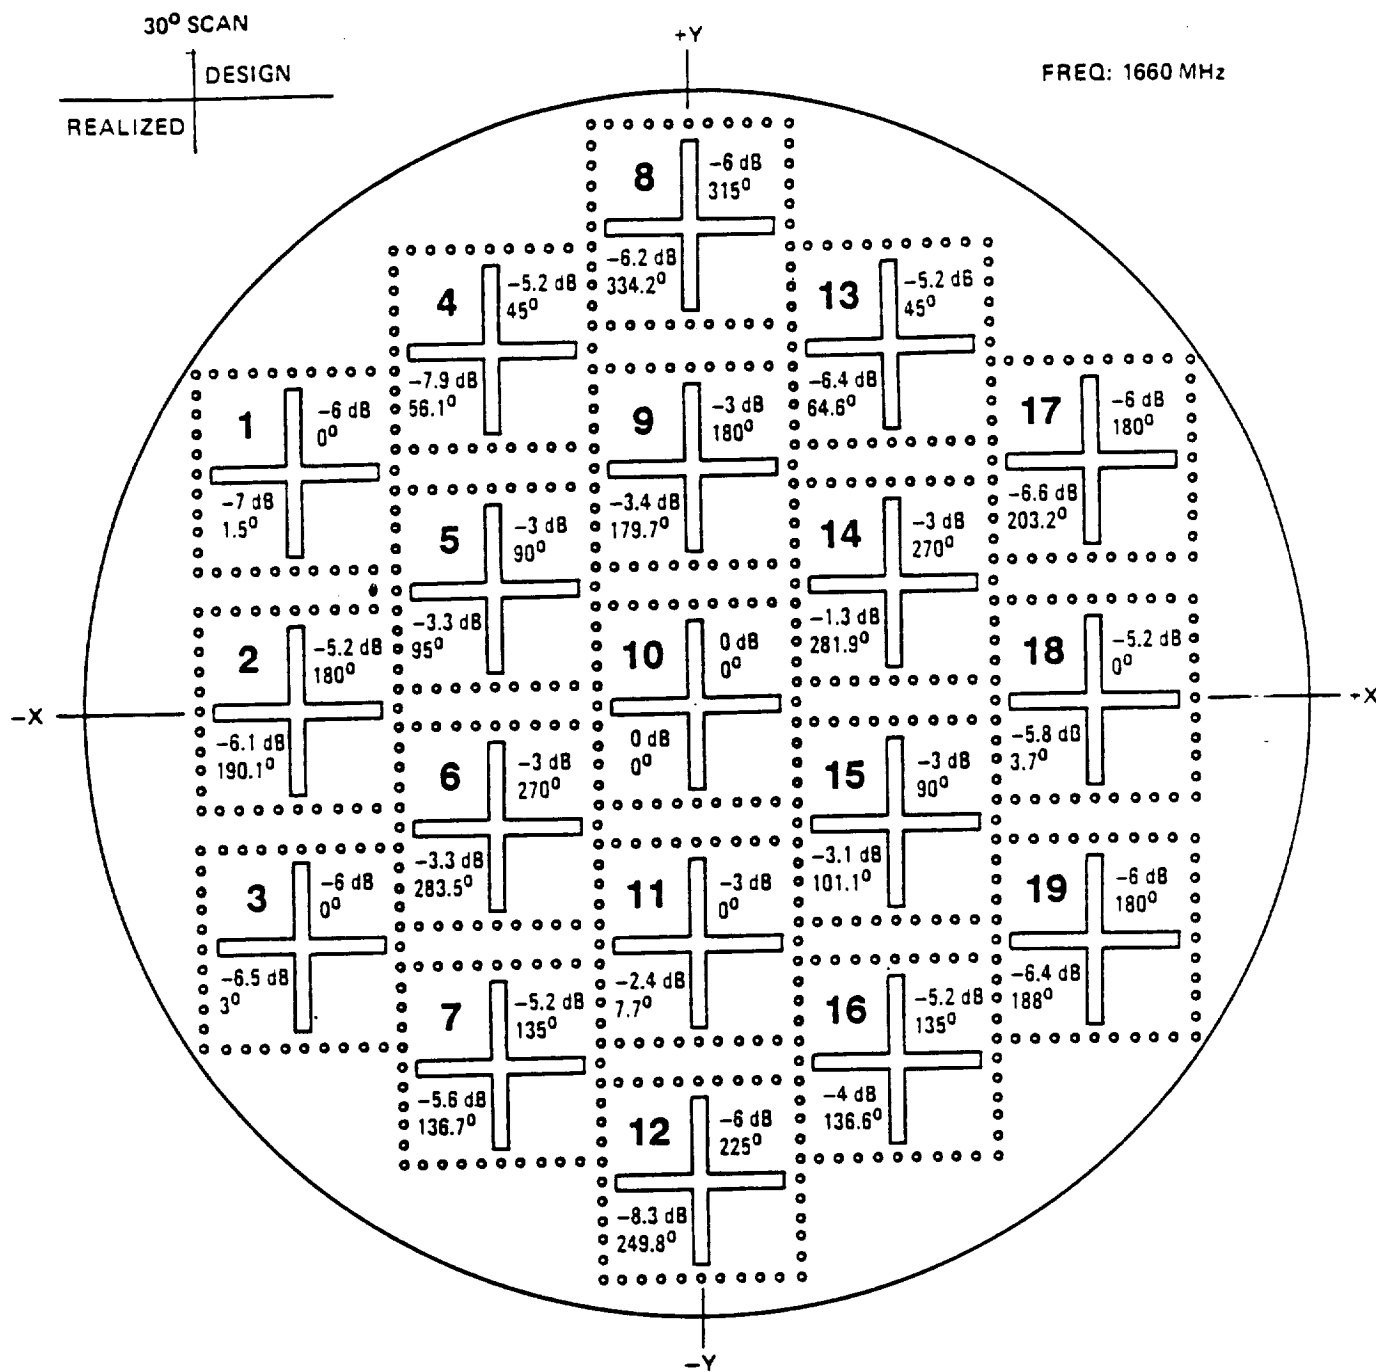 30° SCAN
DESIGN
REALIZED
+Y
FREQ: 1660 MHz
8
-6 dB
315°
-6.2 dB
334.2°
4
-5.2 dB
45°
-7.9 dB
56.1°
13
-5.2 dB
45°
-6.4 dB
64.6°
1
-6 dB
0°
-7 dB
1.5°
9
-3 dB
180°
-3.4 dB
179.7°
17
-6 dB
180°
-6.6 dB
203.2°
5
-3 dB
90°
-3.3 dB
95°
14
-3 dB
270°
-1.3 dB
281.9°
2
-5.2 dB
180°
-6.1 dB
190.1°
10
0 dB
0°
0 dB
0°
18
-5.2 dB
0°
-5.8 dB
3.7°
-X
+X
6
-3 dB
270°
-3.3 dB
283.5°
15
-3 dB
90°
-3.1 dB
101.1°
3
-6 dB
0°
-6.5 dB
3°
11
-3 dB
0°
-2.4 dB
7.7°
19
-6 dB
180°
-6.4 dB
188°
7
-5.2 dB
135°
-5.6 dB
136.7°
16
-5.2 dB
135°
-4 dB
136.6°
12
-6 dB
225°
-8.3 dB
249.8°
-Y